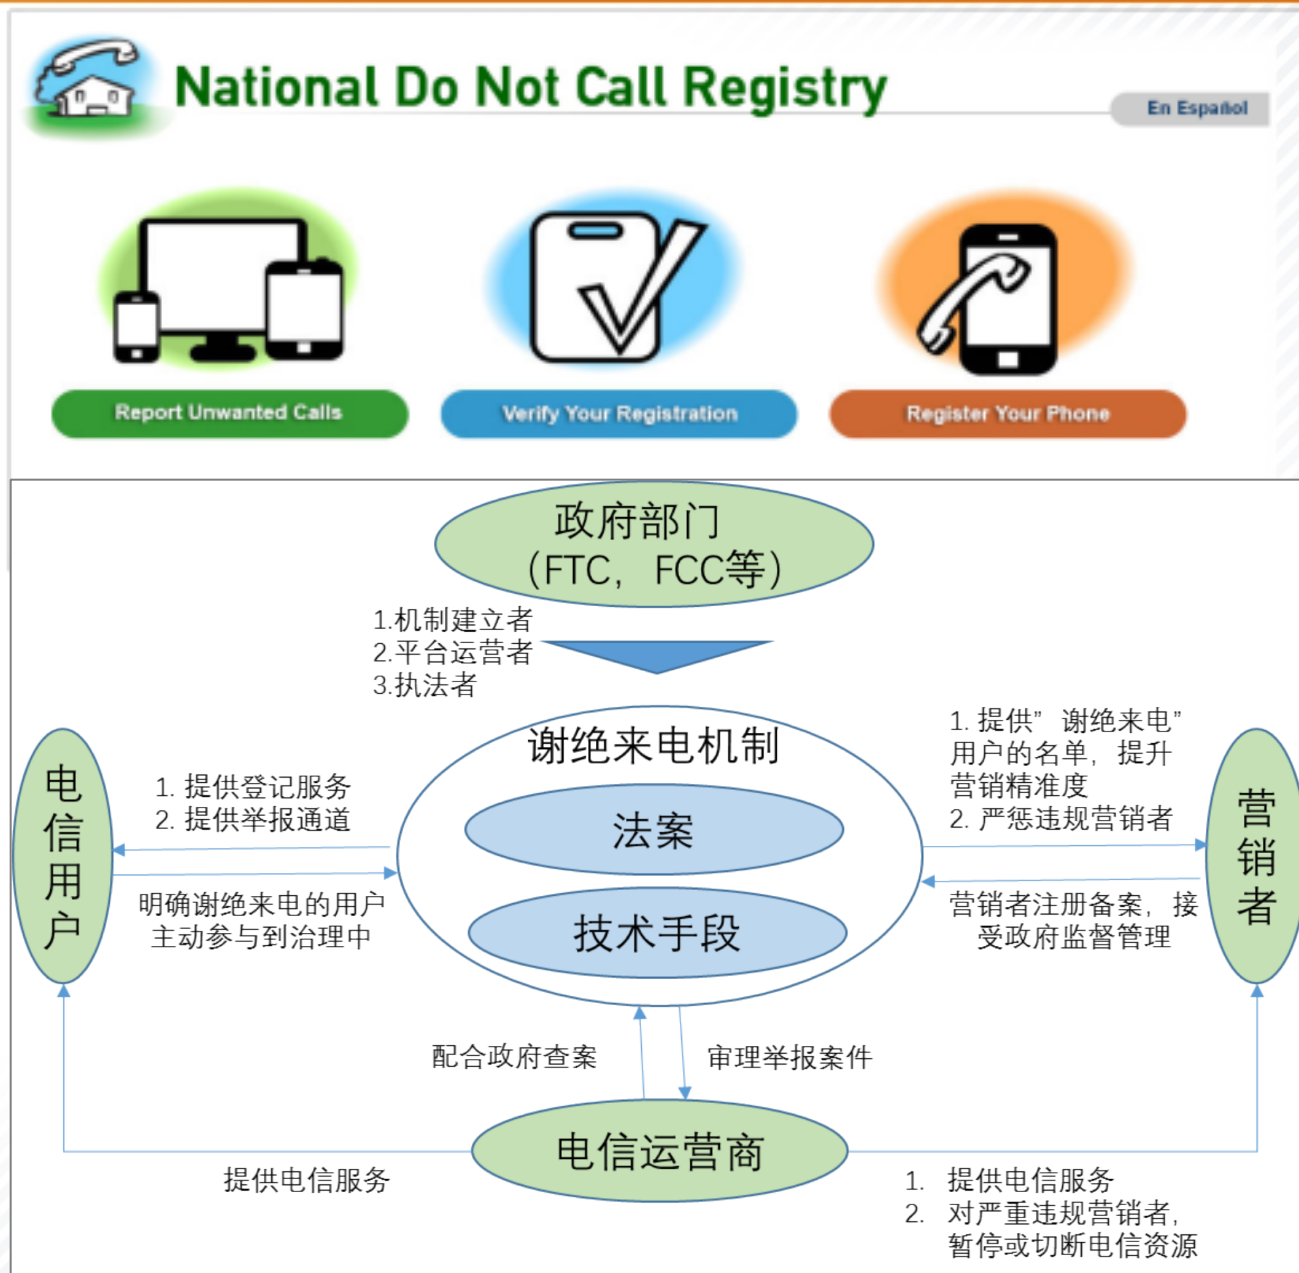 National Do Not Call Registry
En Español
Report Unwanted Calls
Verify Your Registration
Register Your Phone
政府部门
（FTC，FCC等）
1.机制建立者
2.平台运营者
3.执法者
谢绝来电机制
法案
技术手段
电信用户
1. 提供登记服务
2. 提供举报通道
明确谢绝来电的用户
主动参与到治理中
1. 提供”谢绝来电”
用户的名单，提升
营销精准度
2. 严惩违规营销者
营销者注册备案，接
受政府监督管理
营销者
配合政府查案
审理举报案件
电信运营商
提供电信服务
1. 提供电信服务
2. 对严重违规营销者，
暂停或切断电信资源